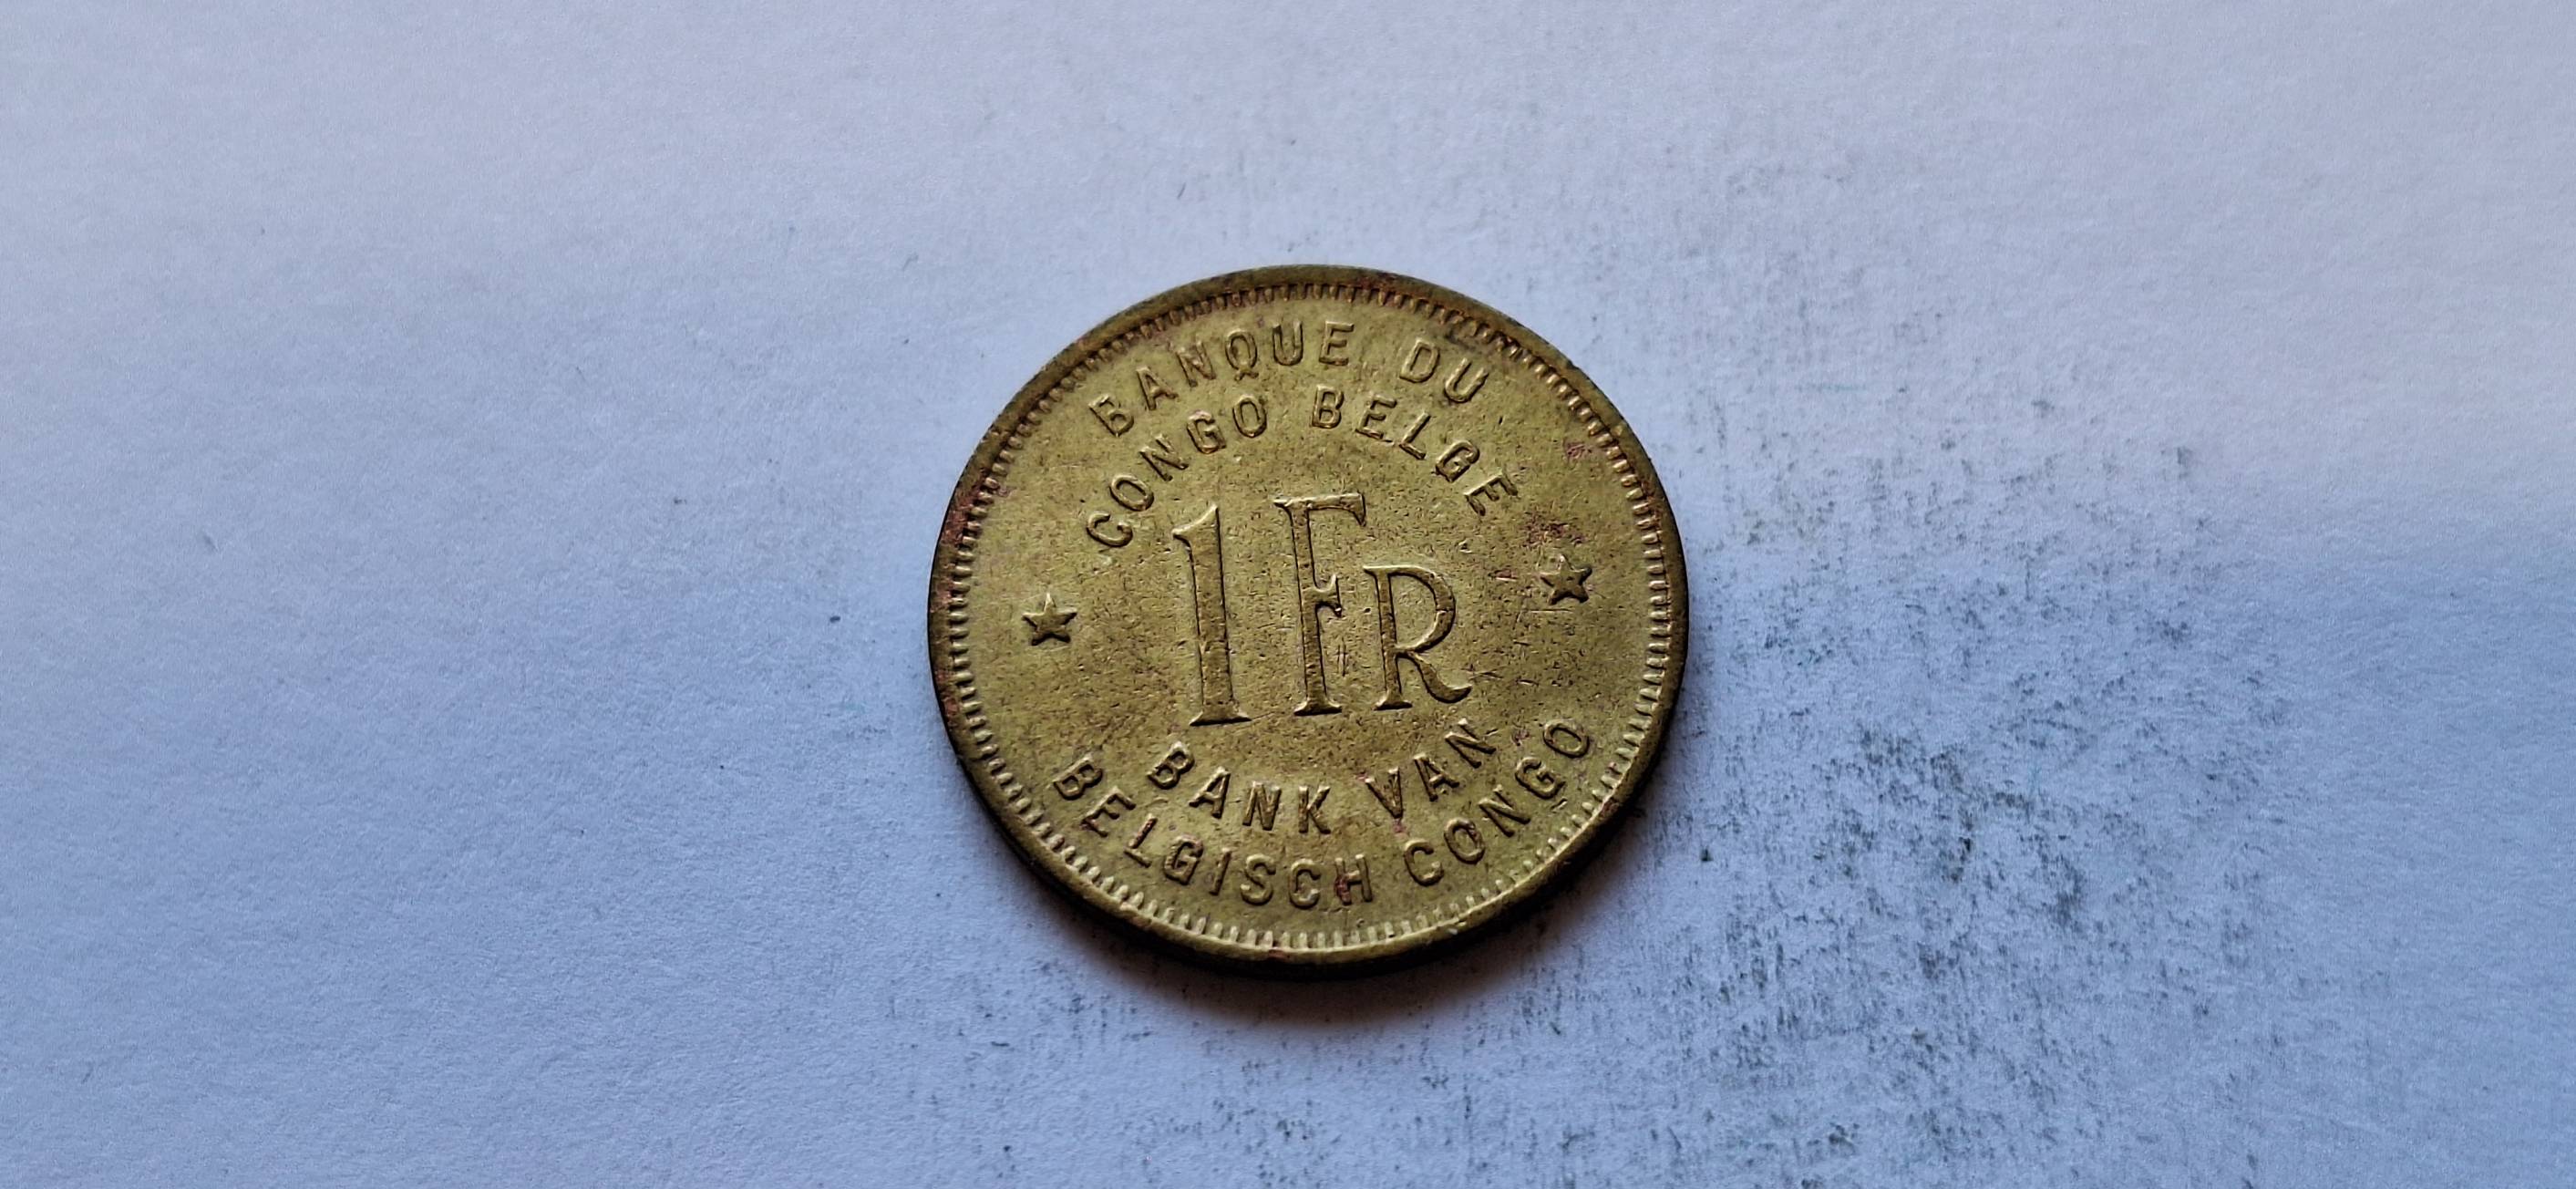 BANQUE DU
CONGO BELGE
1 FR
BANK VAN
BELGISCH CONGO